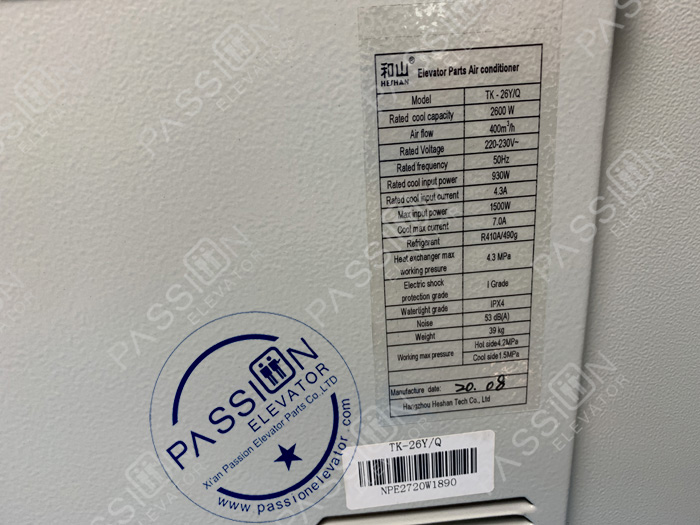 和山®
HESHAN
Elevator Parts Air conditioner
Model TK - 26Y/Q
Rated cool capacity 2600 W
Air flow 400m³/h
Rated Voltage 220-230V~
Rated frequency 50Hz
Rated cool input power 930W
Rated cool input current 4.3A
Max input power 1500W
Cool max current 7.0A
Refrigerant R410A/490g
Heat exchanger max
working presure 4.3 MPa
Electric shock
protection grade I Grade
Watertlight grade IPX4
Noise 53 dB(A)
Weight 39 kg
Working max pressure Hot side4.2MPa
Cool side1.5MPa
Manufacture date: 20. 08
Hangzhou Heshan Tech Co., Ltd
TK-26Y/Q
NPE2720W1890
PASSION
ELEVATOR
Xi'an Passion Elevator Parts Co.,LTD
www.passionelevator.com